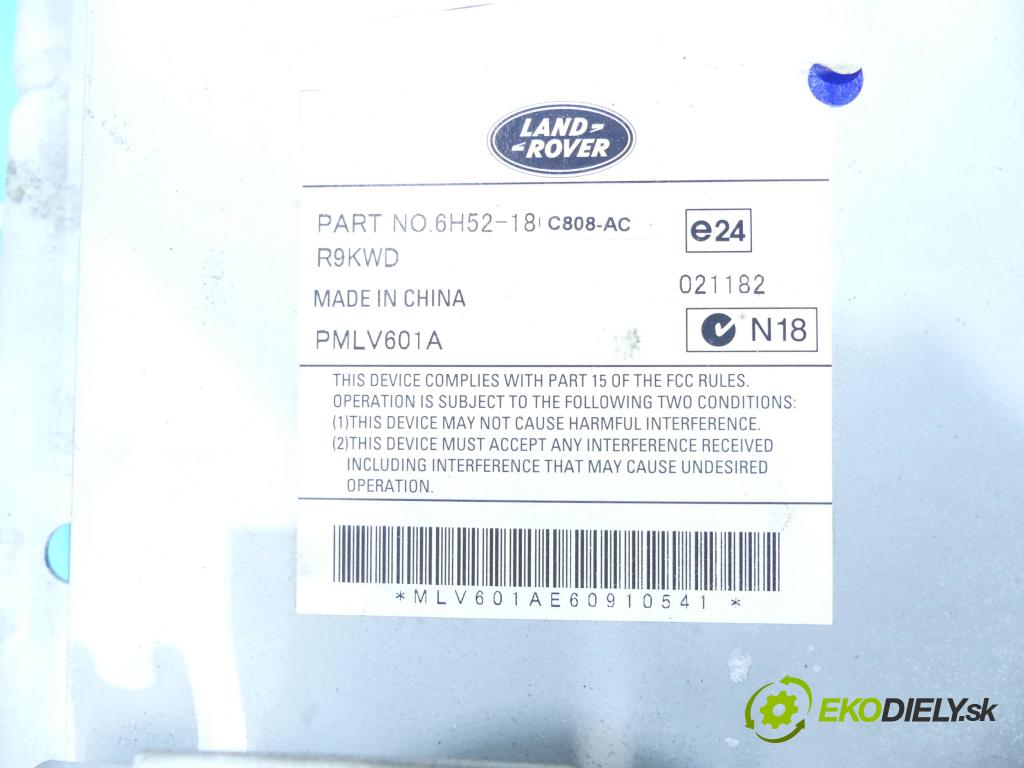 LAND-
-ROVER
PART NO.6H52-18 C808-AC
e24
R9KWD
021182
MADE IN CHINA
N18
PMLV601A
THIS DEVICE COMPLIES WITH PART 15 OF THE FCC RULES.
OPERATION IS SUBJECT TO THE FOLLOWING TWO CONDITIONS:
(1)THIS DEVICE MAY NOT CAUSE HARMFUL INTERFERENCE.
(2)THIS DEVICE MUST ACCEPT ANY INTERFERENCE RECEIVED
INCLUDING INTERFERENCE THAT MAY CAUSE UNDESIRED
OPERATION.
*MLV601AE60910541*
EKODIELY.sk